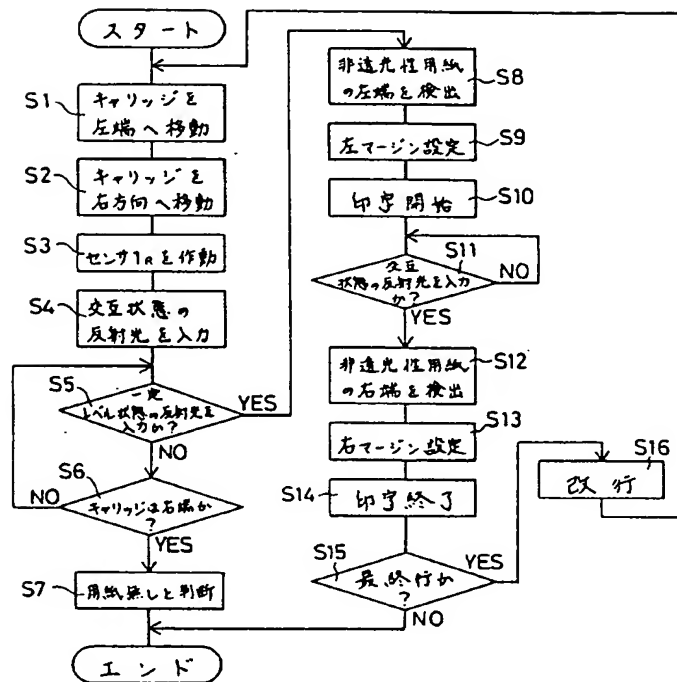 スタート
S1
キャリッジを
左端へ移動
S2
キャリッジを
右方向へ移動
S3
センサ1Rを作動
S4
交互状態の
反射光を入力
S5
一定
レベル状態の反射光を
入力か?
YES
NO
S6
キャリッジは右端か
?
NO
YES
S7
用紙無しと判断
エンド
S8
非透光性用紙
の左端を検出
S9
左マージン設定
S10
印字開始
S11
交互
状態の反射光を入力
か?
NO
YES
S12
非透光性用紙
の右端を検出
S13
右マージン設定
S14
印字終了
S15
最終行か
?
YES
NO
S16
改行